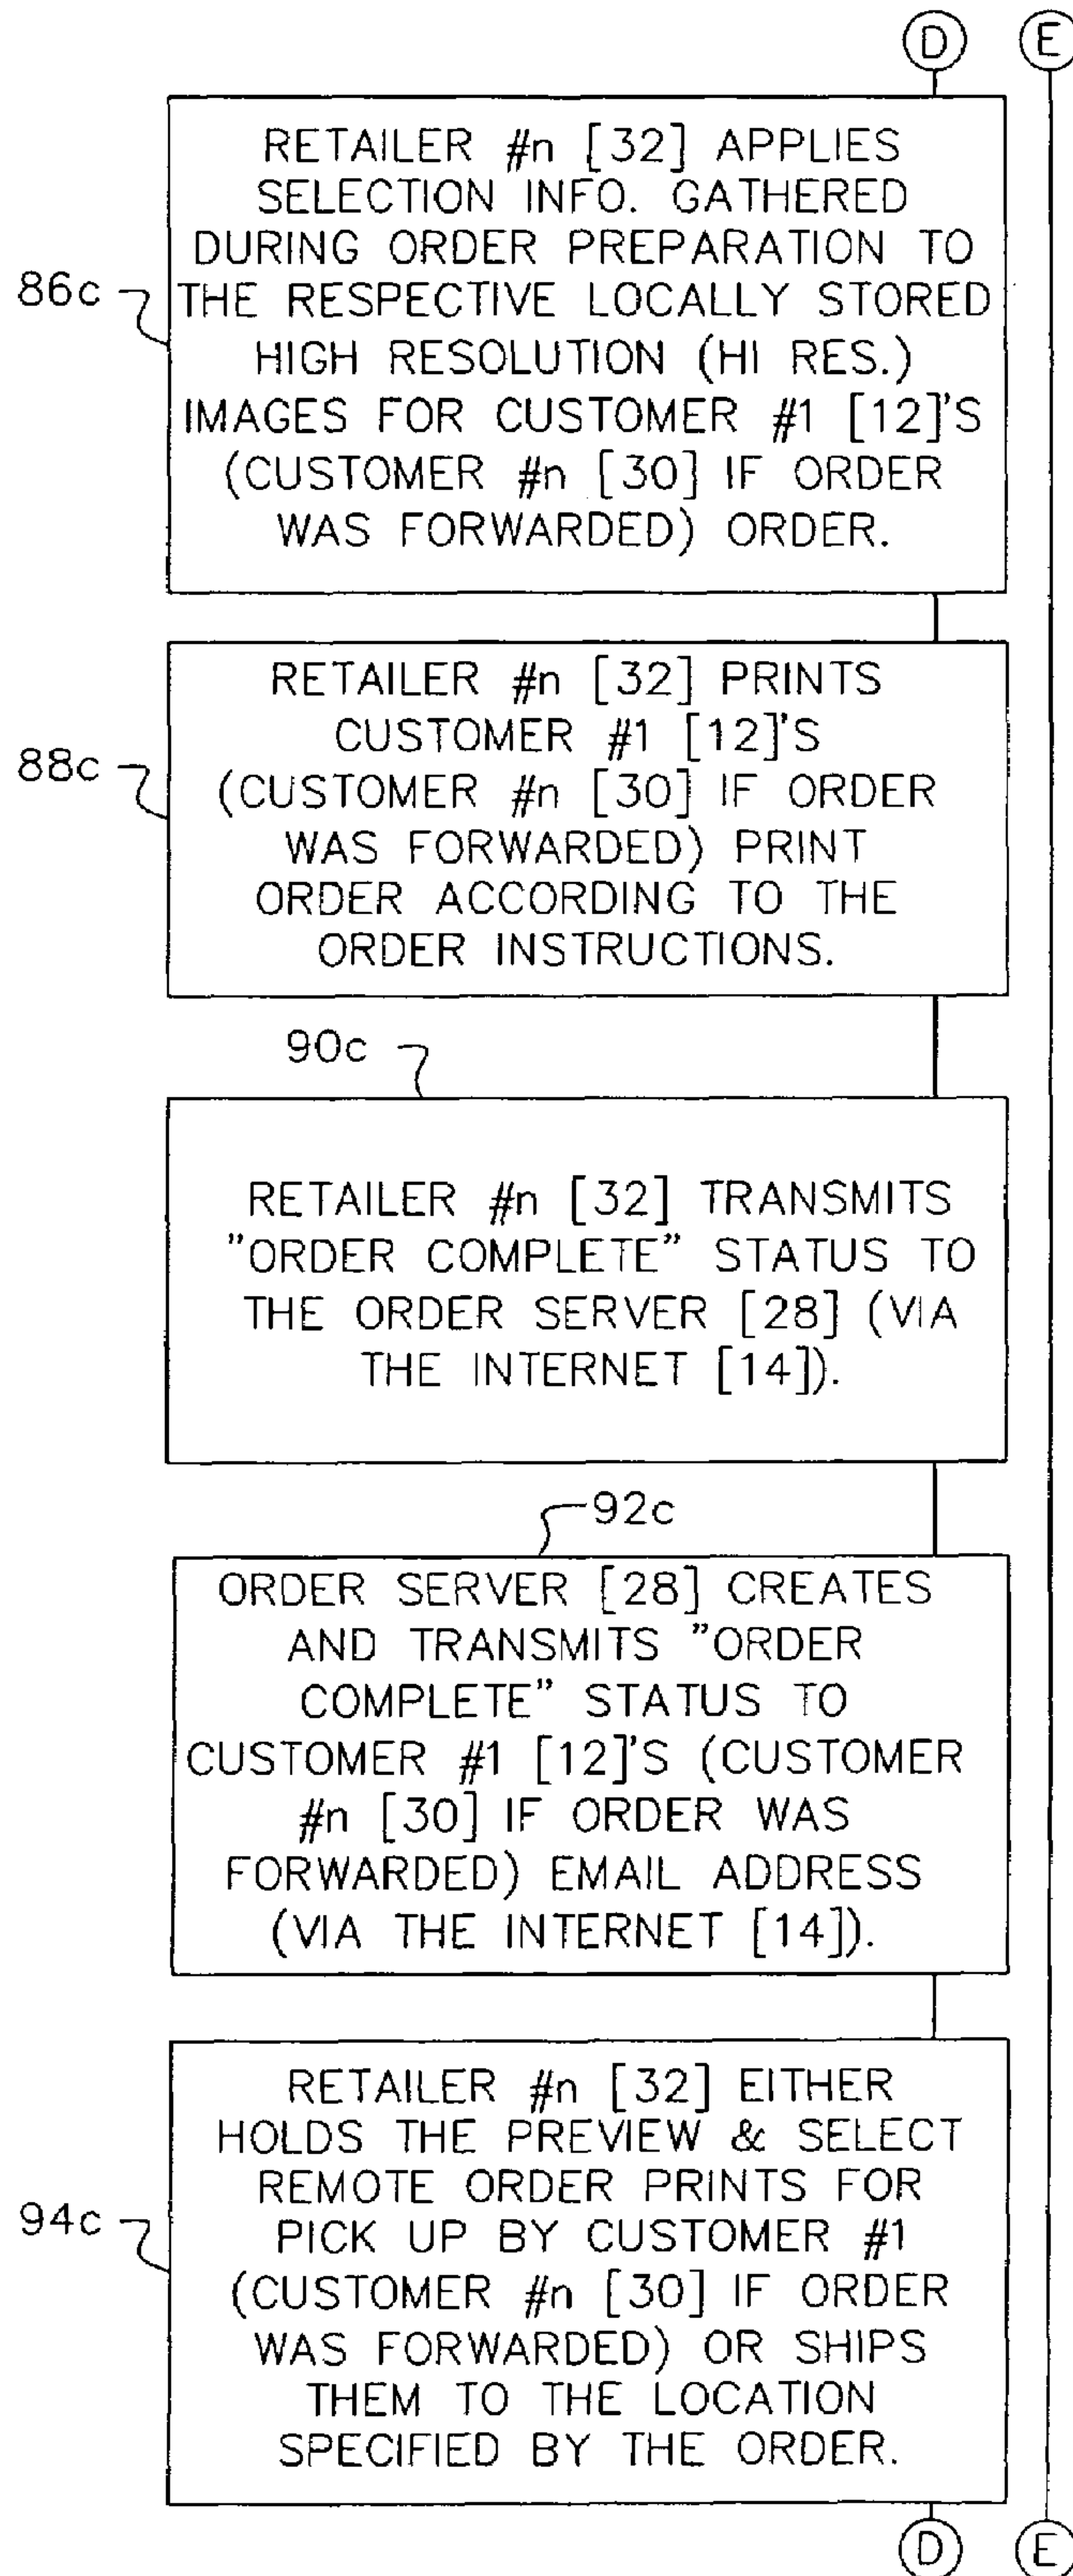 D E
RETAILER #n [32] APPLIES
SELECTION INFO. GATHERED
DURING ORDER PREPARATION TO
THE RESPECTIVE LOCALLY STORED
HIGH RESOLUTION (HI RES.)
IMAGES FOR CUSTOMER #1 [12]'S
(CUSTOMER #n [30] IF ORDER
WAS FORWARDED) ORDER.
86c
RETAILER #n [32] PRINTS
CUSTOMER #1 [12]'S
(CUSTOMER #n [30] IF ORDER
WAS FORWARDED) PRINT
ORDER ACCORDING TO THE
ORDER INSTRUCTIONS.
88c
90c
RETAILER #n [32] TRANSMITS
"ORDER COMPLETE" STATUS TO
THE ORDER SERVER [28] (VIA
THE INTERNET [14]).
92c
ORDER SERVER [28] CREATES
AND TRANSMITS "ORDER
COMPLETE" STATUS TO
CUSTOMER #1 [12]'S (CUSTOMER
#n [30] IF ORDER WAS
FORWARDED) EMAIL ADDRESS
(VIA THE INTERNET [14]).
RETAILER #n [32] EITHER
HOLDS THE PREVIEW & SELECT
REMOTE ORDER PRINTS FOR
PICK UP BY CUSTOMER #1
(CUSTOMER #n [30] IF ORDER
WAS FORWARDED) OR SHIPS
THEM TO THE LOCATION
SPECIFIED BY THE ORDER.
94c
D E